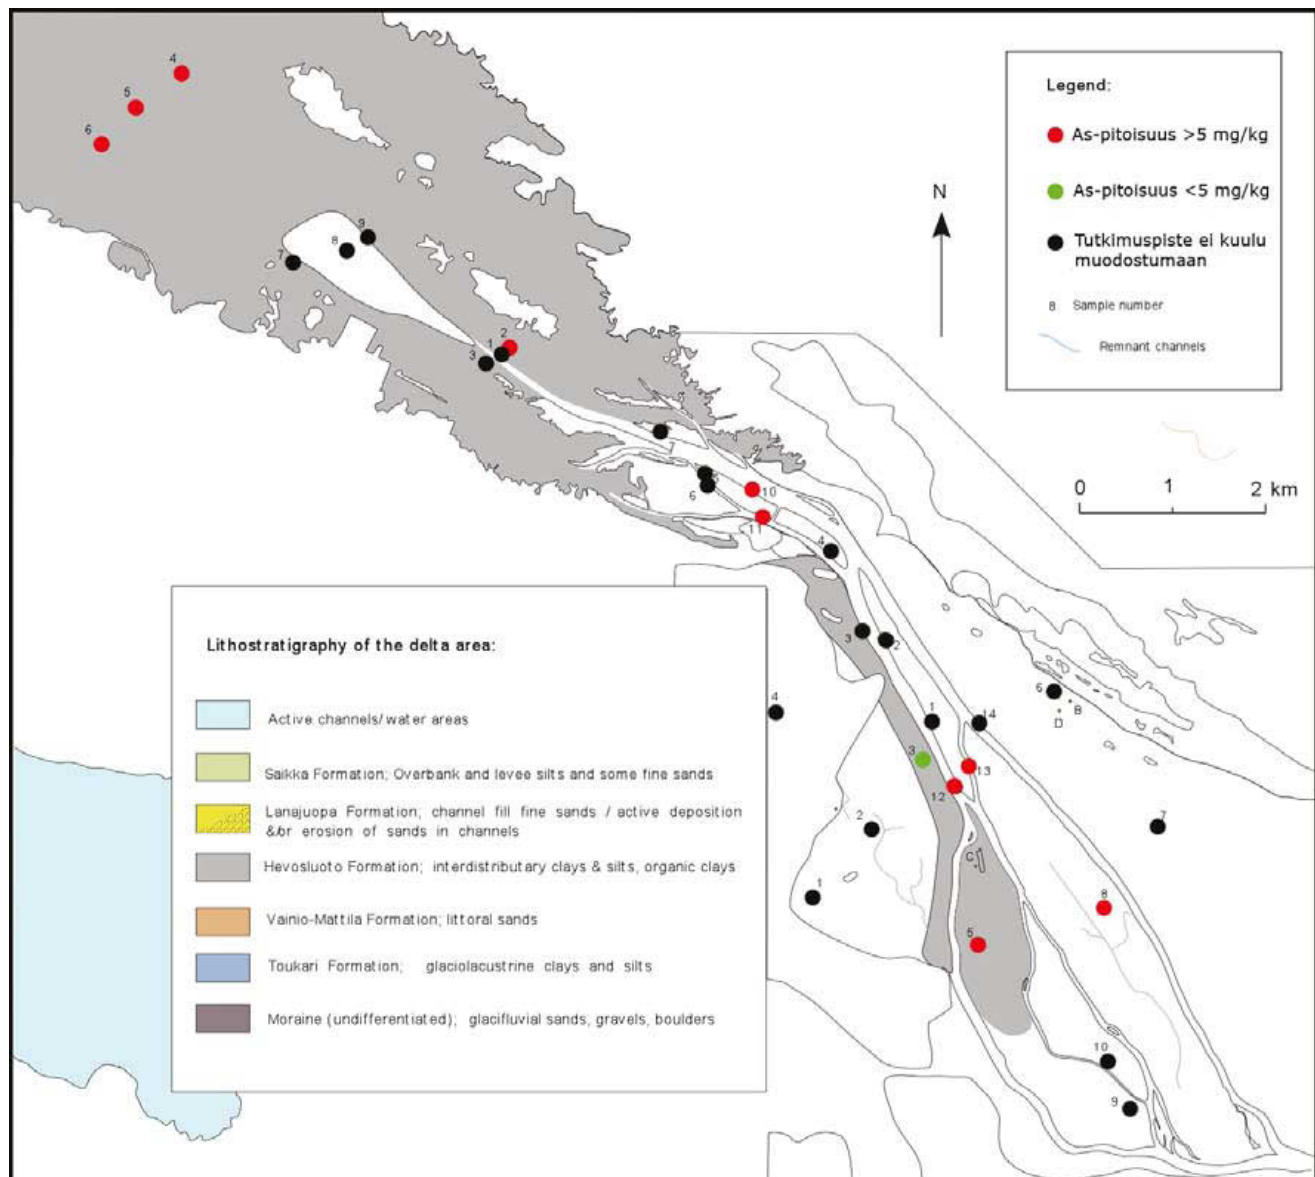 Legend:
As-pitoisuus >5 mg/kg
As-pitoisuus <5 mg/kg
Tutkimuspiste ei kuulu
muodostumaan
8 Sample number
Remnant channels
N
0 1 2 km
4
5
6
9
8
7
2
1
3
7
5
6
10
11
4
3
2
4
6
B
D
1
14
3
13
12
2
7
C
1
8
5
10
9
Lithostratigraphy of the delta area:
Active channels/ water areas
Saikka Formation; Overbank and levee silts and some fine sands
Lanajuopa Formation; channel fill fine sands / active deposition
&/or erosion of sands in channels
Hevosluoto Formation; interdistributary clays & silts, organic clays
Vainio-Mattila Formation; littoral sands
Toukari Formation; glaciolacustrine clays and silts
Moraine (undifferentiated); glacifluvial sands, gravels, boulders